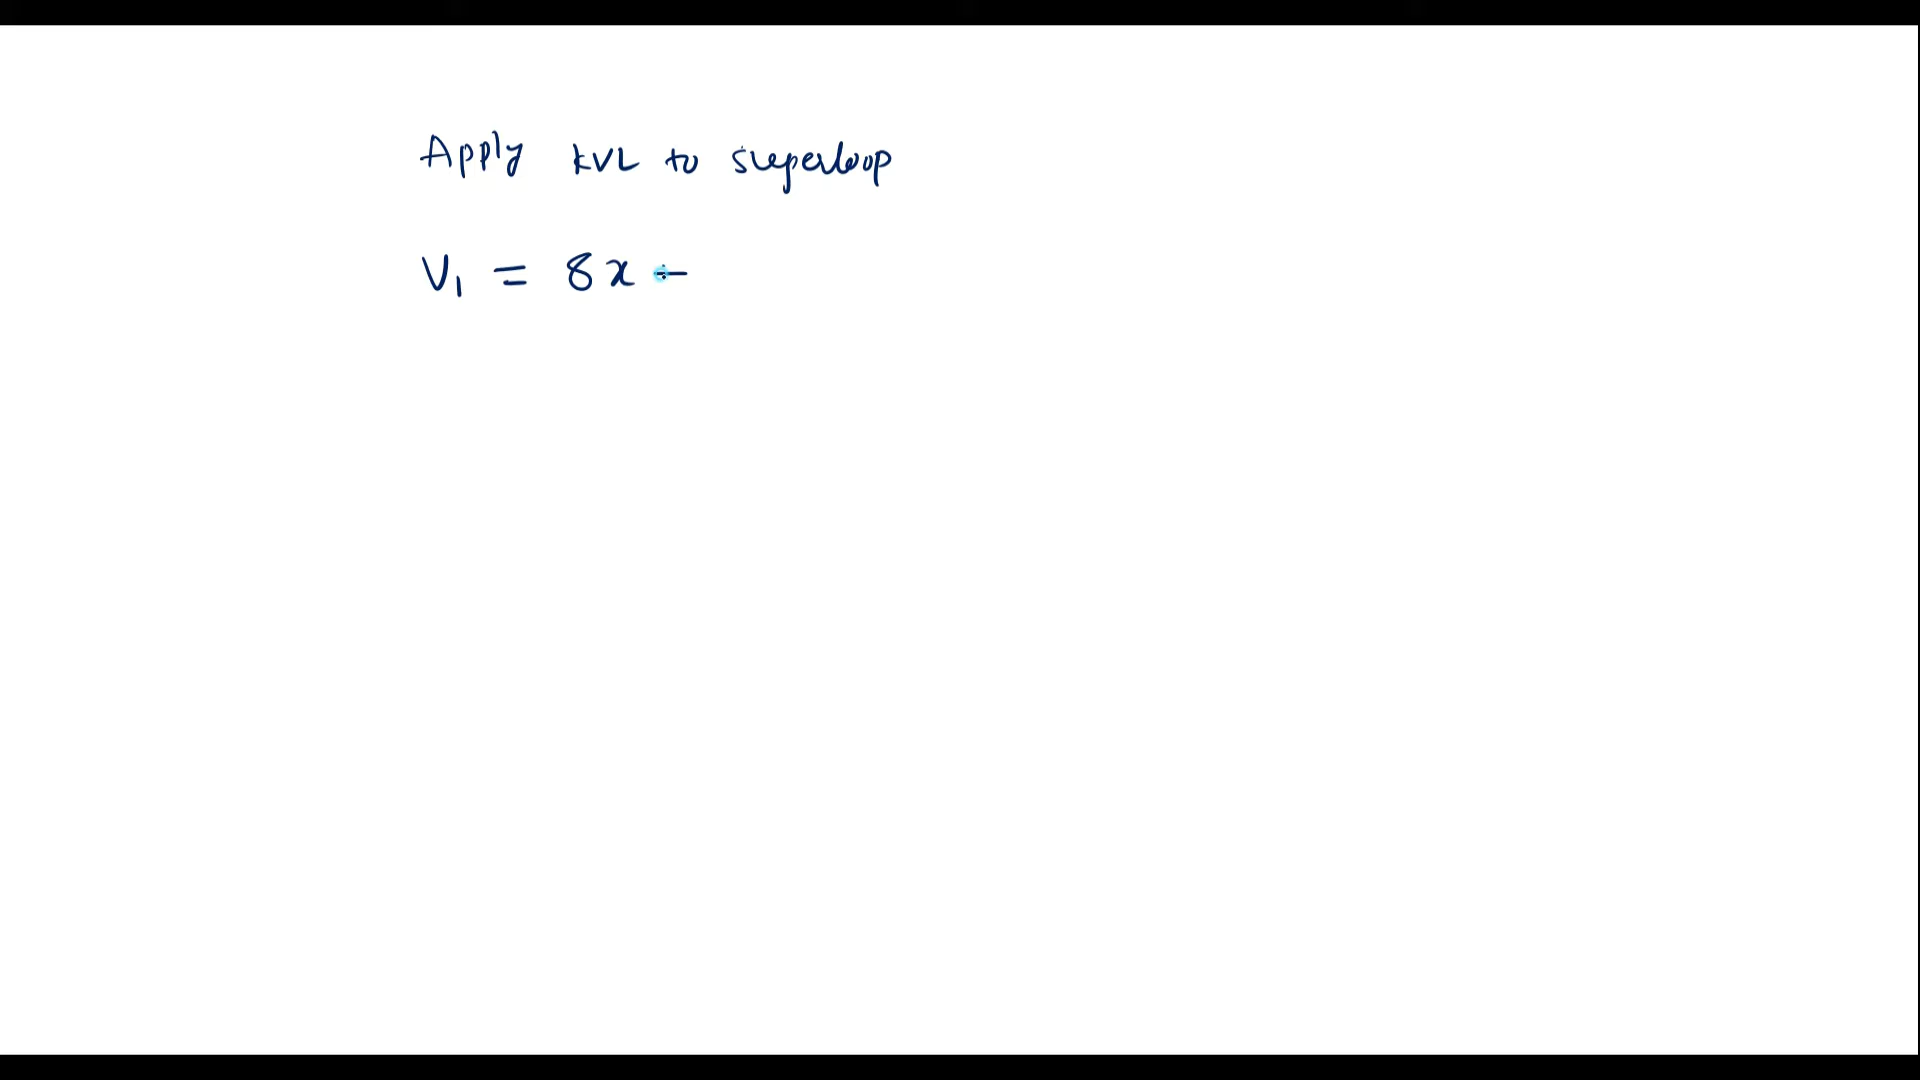 Apply KVL to superloop
V₁ = 8x -